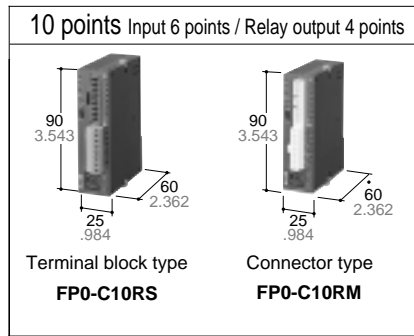 10 points Input 6 points / Relay output 4 points
90
3.543
60
2.362
25
.984
Terminal block type
FP0-C10RS
90
3.543
60
2.362
25
.984
Connector type
FP0-C10RM